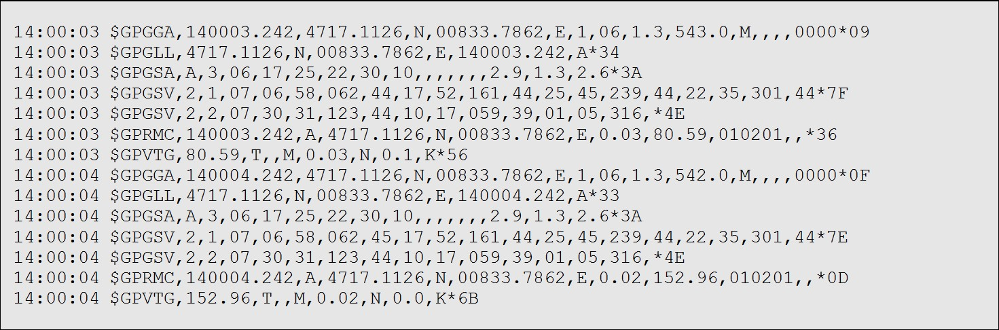 14:00:03 $GPGGA,140003.242,4717.1126,N,00833.7862,E,1,06,1.3,543.0,M,,,,0000*09
14:00:03 $GPGLL,4717.1126,N,00833.7862,E,140003.242,A*34
14:00:03 $GPGSA,A,3,06,17,25,22,30,10,,,,,,,2.9,1.3,2.6*3A
14:00:03 $GPGSV,2,1,07,06,58,062,44,17,52,161,44,25,45,239,44,22,35,301,44*7F
14:00:03 $GPGSV,2,2,07,30,31,123,44,10,17,059,39,01,05,316,*4E
14:00:03 $GPRMC,140003.242,A,4717.1126,N,00833.7862,E,0.03,80.59,010201,,*36
14:00:03 $GPVTG,80.59,T,,M,0.03,N,0.1,K*56
14:00:04 $GPGGA,140004.242,4717.1126,N,00833.7862,E,1,06,1.3,542.0,M,,,,0000*0F
14:00:04 $GPGLL,4717.1126,N,00833.7862,E,140004.242,A*33
14:00:04 $GPGSA,A,3,06,17,25,22,30,10,,,,,,,2.9,1.3,2.6*3A
14:00:04 $GPGSV,2,1,07,06,58,062,45,17,52,161,44,25,45,239,44,22,35,301,44*7E
14:00:04 $GPGSV,2,2,07,30,31,123,44,10,17,059,39,01,05,316,*4E
14:00:04 $GPRMC,140004.242,A,4717.1126,N,00833.7862,E,0.02,152.96,010201,,*0D
14:00:04 $GPVTG,152.96,T,,M,0.02,N,0.0,K*6B